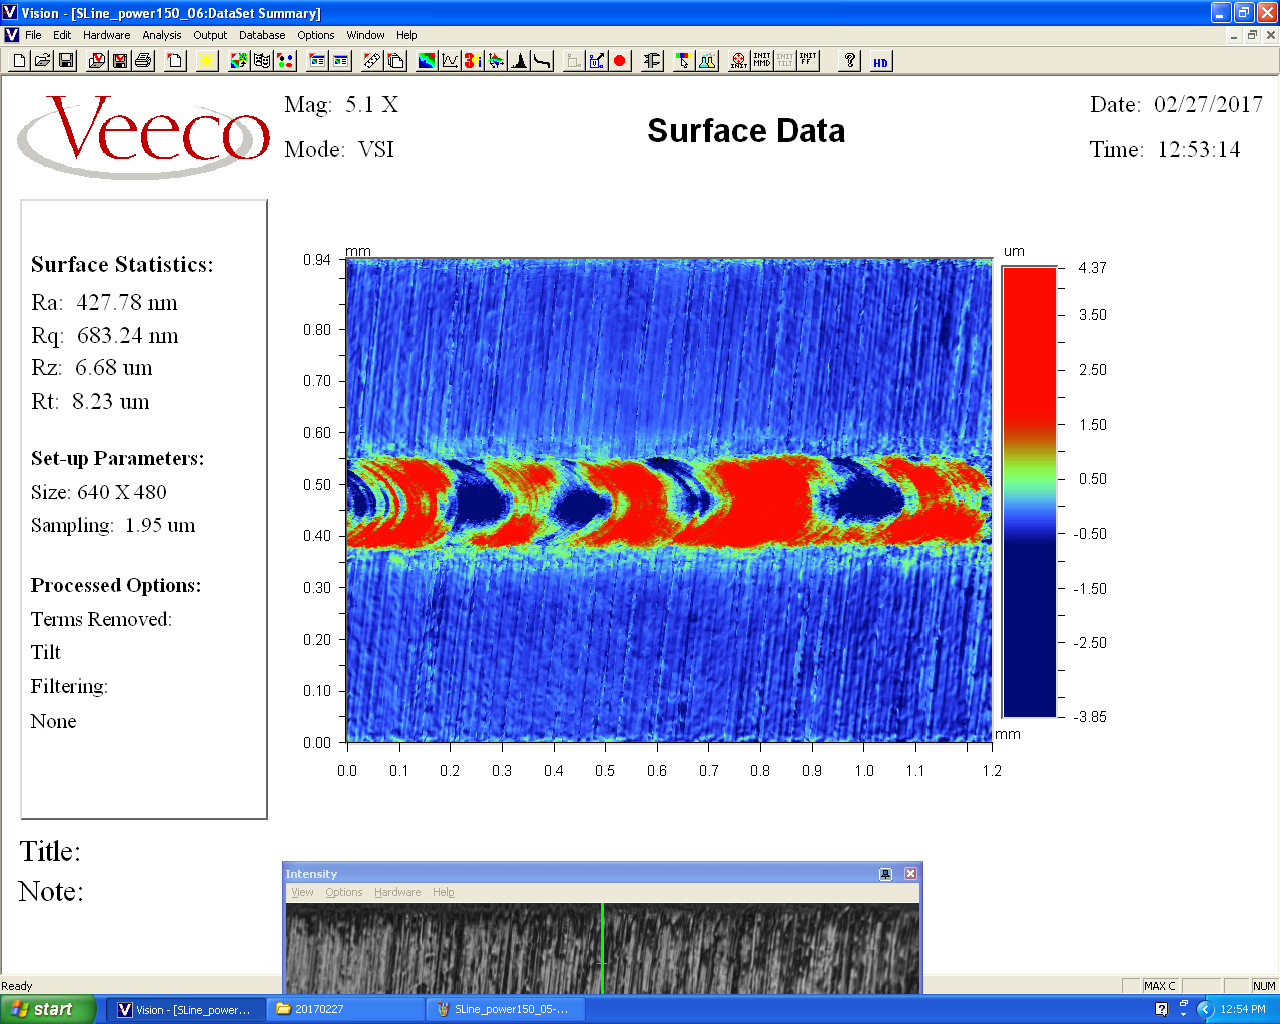 Vision - [SLine_power150_06:DataSet Summary]
File Edit Hardware Analysis Output Database Options Window Help
INIT INIT MMD INIT TILT INIT FF ? HD
Veeco
Mag: 5.1 X
Mode: VSI
Surface Data
Date: 02/27/2017
Time: 12:53:14
Surface Statistics:
Ra: 427.78 nm
Rq: 683.24 nm
Rz: 6.68 um
Rt: 8.23 um
Set-up Parameters:
Size: 640 X 480
Sampling: 1.95 um
Processed Options:
Terms Removed:
Tilt
Filtering:
None
mm
0.94
0.80
0.70
0.60
0.50
0.40
0.30
0.20
0.10
0.00
0.0 0.1 0.2 0.3 0.4 0.5 0.6 0.7 0.8 0.9 1.0 1.1 1.2
mm
um
4.37
3.50
2.50
1.50
0.50
-0.50
-1.50
-2.50
-3.85
Title:
Note:
Intensity
View Options Hardware Help
Ready
MAX C
NUM
start
Vision - [SLine_power...
20170227
SLine_power150_05-...
12:54 PM